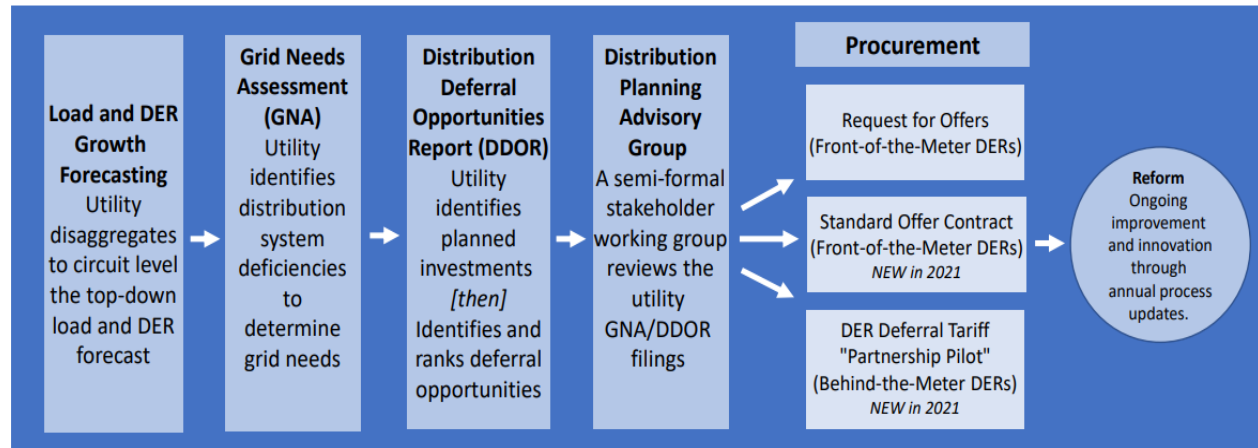 Load and DER
Growth
Forecasting
Utility
disaggregates
to circuit level
the top-down
load and DER
forecast
Grid Needs
Assessment
(GNA)
Utility
identifies
distribution
system
deficiencies
to
determine
grid needs
Distribution
Deferral
Opportunities
Report (DDOR)
Utility
identifies
planned
investments
[then]
Identifies and
ranks deferral
opportunities
Distribution
Planning
Advisory
Group
A semi-formal
stakeholder
working group
reviews the
utility
GNA/DDOR
filings
Procurement
Request for Offers
(Front-of-the-Meter DERs)
Standard Offer Contract
(Front-of-the-Meter DERs)
NEW in 2021
DER Deferral Tariff
"Partnership Pilot"
(Behind-the-Meter DERs)
NEW in 2021
Reform
Ongoing
improvement
and innovation
through
annual process
updates.